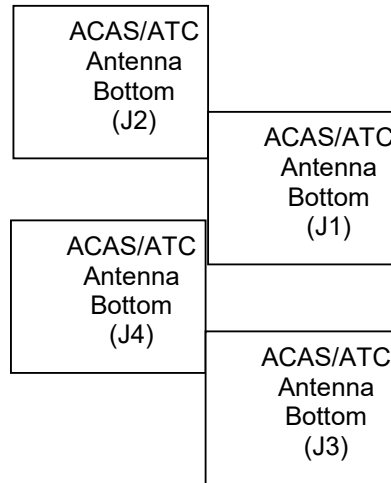 ACAS/ATC
Antenna
Bottom
(J2)
ACAS/ATC
Antenna
Bottom
(J1)
ACAS/ATC
Antenna
Bottom
(J4)
ACAS/ATC
Antenna
Bottom
(J3)